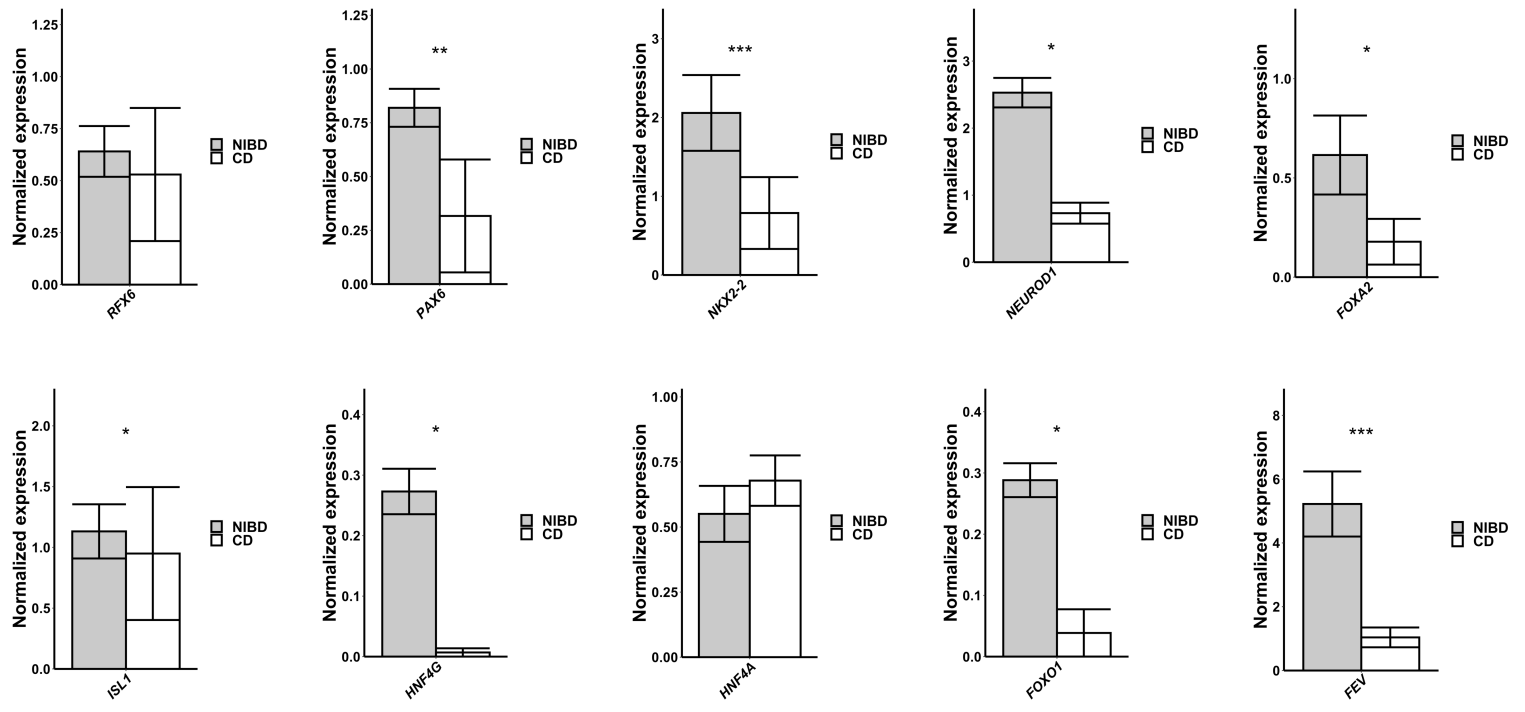 Normalized expression
1.25
1.00
0.75
0.50
0.25
0.00
RFX6
NIBD
CD
Normalized expression
1.25
1.00
0.75
0.50
0.25
0.00
**
PAX6
NIBD
CD
Normalized expression
3
2
1
0
***
NKX2-2
NIBD
CD
Normalized expression
3
2
1
0
*
NEUROD1
NIBD
CD
Normalized expression
1.0
0.5
0.0
*
FOXA2
NIBD
CD
Normalized expression
2.0
1.5
1.0
0.5
0.0
*
ISL1
NIBD
CD
Normalized expression
0.4
0.3
0.2
0.1
0.0
*
HNF4G
NIBD
CD
Normalized expression
1.00
0.75
0.50
0.25
0.00
HNF4A
NIBD
CD
Normalized expression
0.4
0.3
0.2
0.1
0.0
*
FOXO1
NIBD
CD
Normalized expression
8
6
4
2
0
***
FEV
NIBD
CD